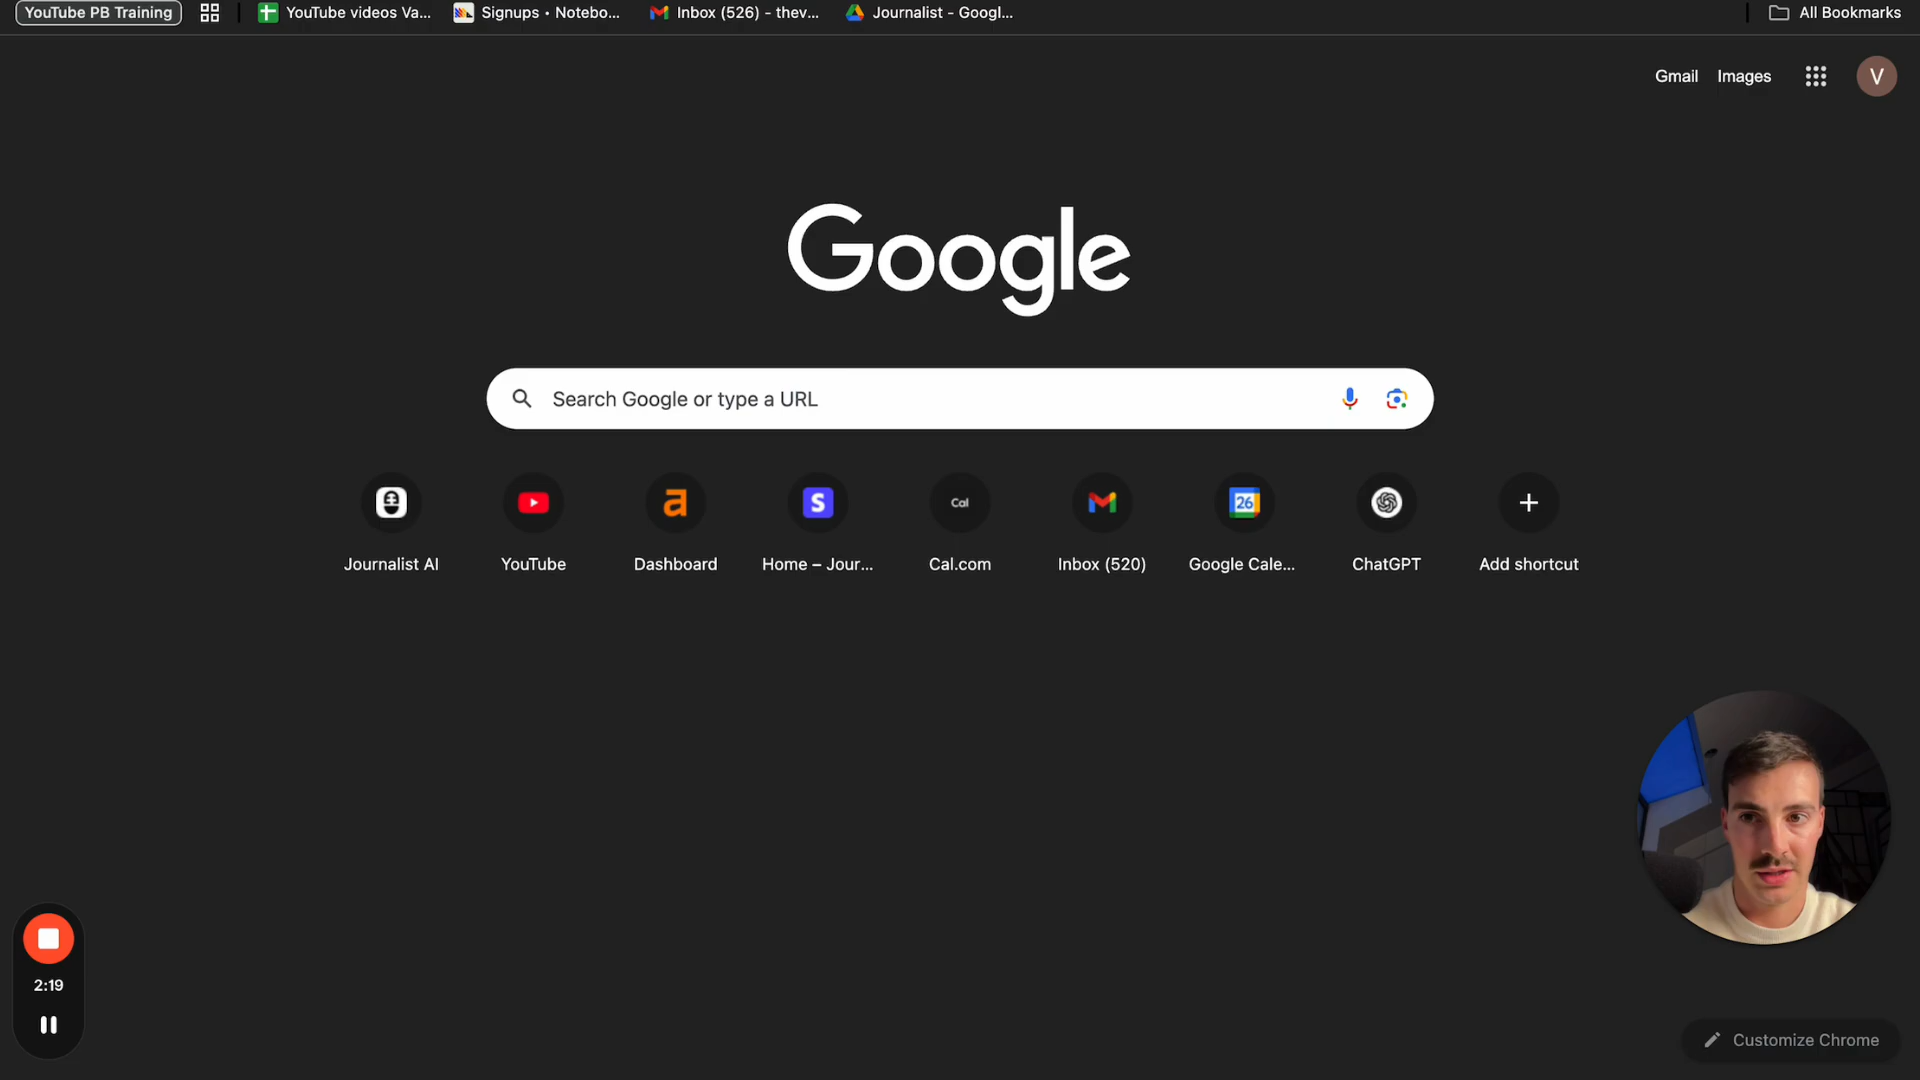 YouTube PB Training
YouTube videos Va...
Signups • Notebo...
Inbox (526) - thev...
Journalist - Googl...
All Bookmarks
Gmail
Images
V
Google
Search Google or type a URL
a
S
Cal
26
Journalist AI
YouTube
Dashboard
Home – Jour...
Cal.com
Inbox (520)
Google Cale...
ChatGPT
Add shortcut
2:19
Customize Chrome